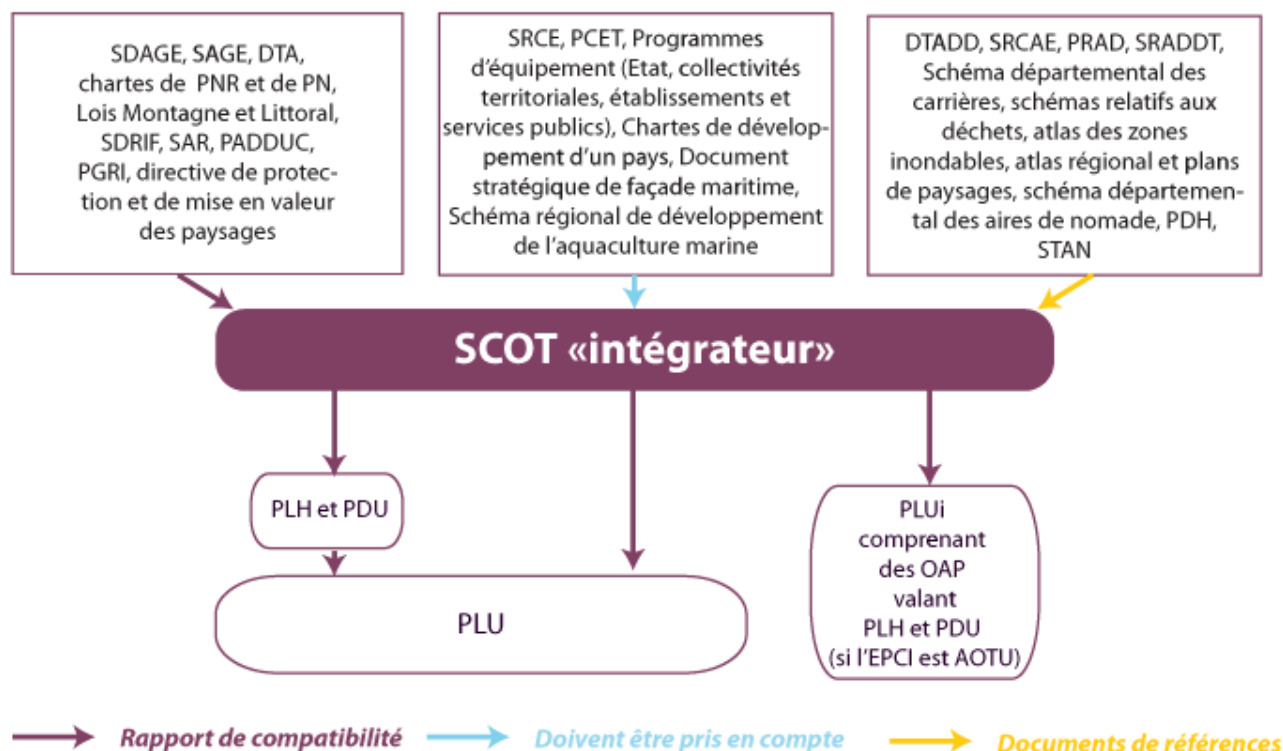 SDAGE, SAGE, DTA,
chartes de PNR et de PN,
Lois Montagne et Littoral,
SDRIF, SAR, PADDUC,
PGRI, directive de protec-
tion et de mise en valeur
des paysages
SRCE, PCET, Programmes
d’équipement (Etat, collectivités
territoriales, établissements et
services publics), Chartes de dévelop-
pement d’un pays, Document
stratégique de façade maritime,
Schéma régional de développement
de l’aquaculture marine
DTADD, SRCAE, PRAD, SRADDT,
Schéma départemental des
carrières, schémas relatifs aux
déchets, atlas des zones
inondables, atlas régional et plans
de paysages, schéma départemen-
tal des aires de nomade, PDH,
STAN
SCOT «intégrateur»
PLH et PDU
PLU
PLUi
comprenant
des OAP
valant
PLH et PDU
(si l’EPCI est AOTU)
Rapport de compatibilité
Doivent être pris en compte
Documents de références